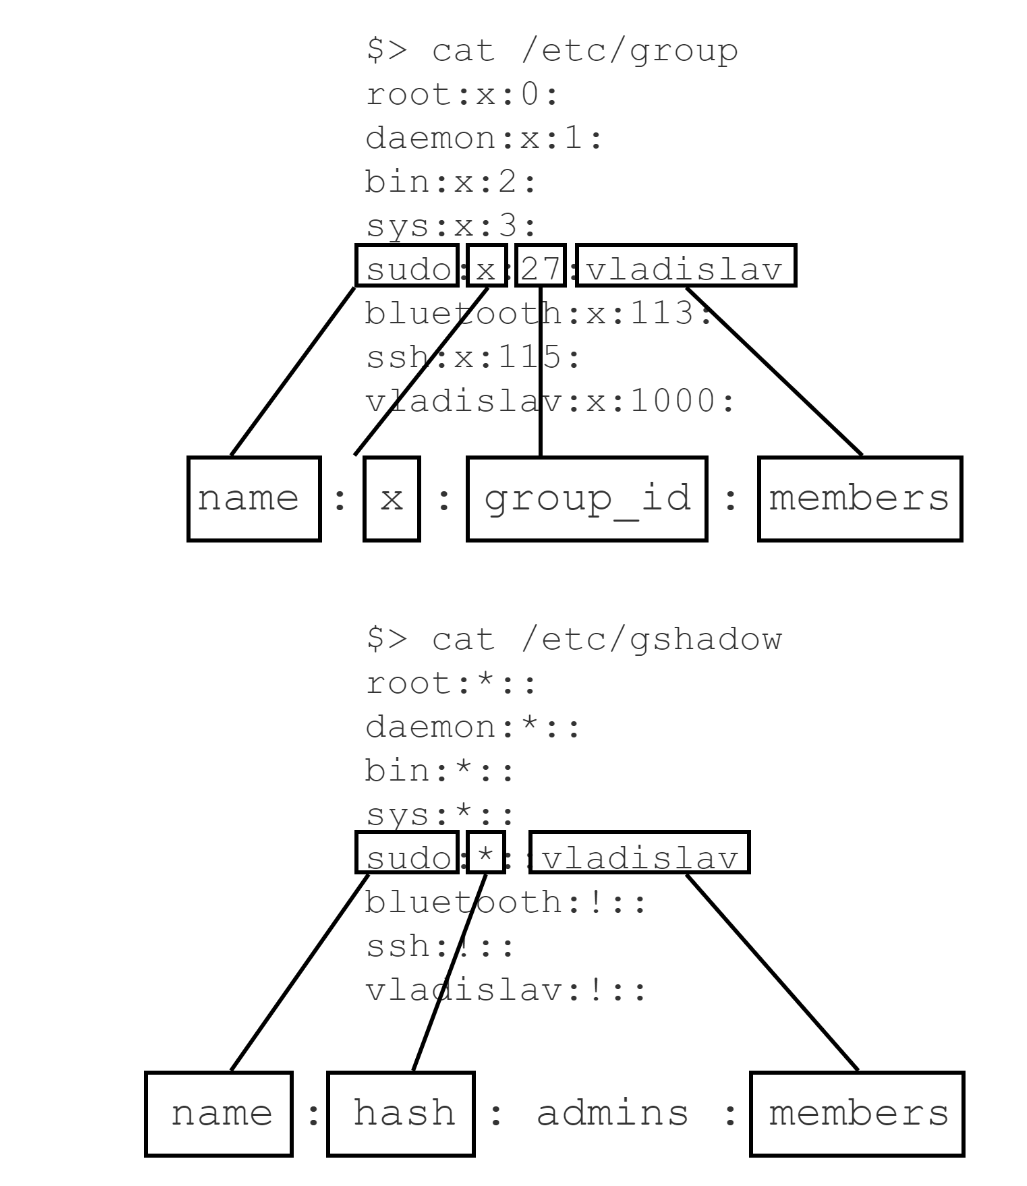 $> cat /etc/group
root:x:0:
daemon:x:1:
bin:x:2:
sys:x:3:
sudo:x:27:vladislav
bluetooth:x:113:
ssh:x:115:
vladislav:x:1000:
name : x : group_id : members
$> cat /etc/gshadow
root:*::
daemon:*::
bin:*::
sys:*::
sudo:*::vladislav
bluetooth:!::
ssh:!::
vladislav:!::
name : hash : admins : members